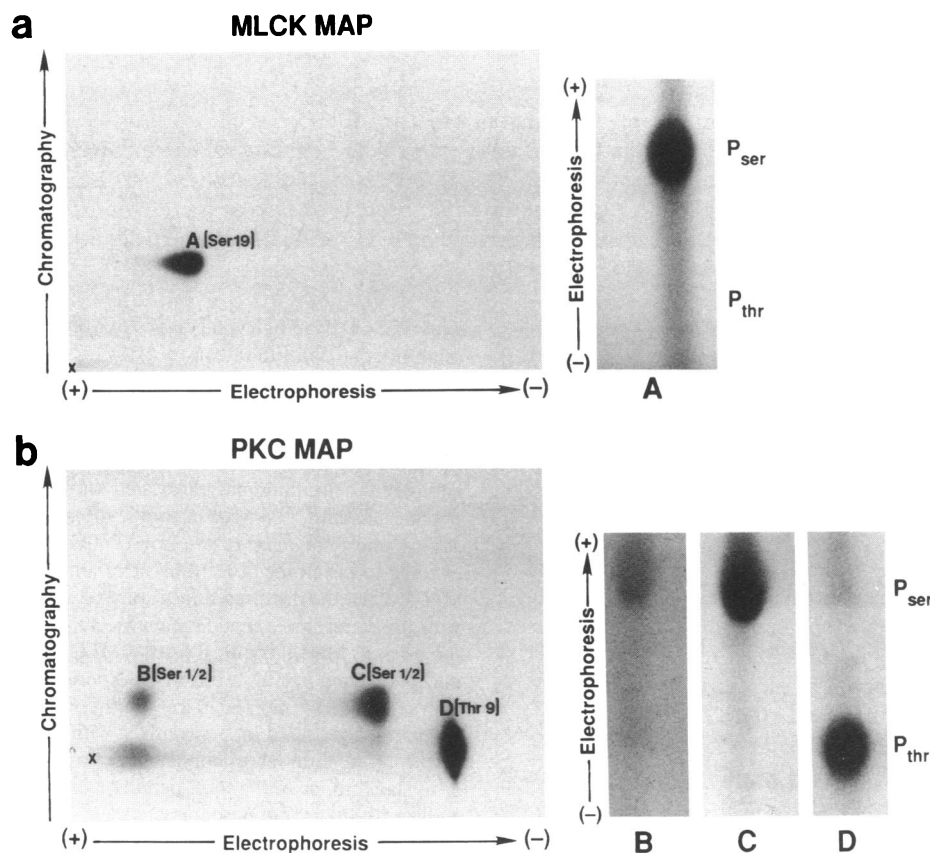 a
MLCK MAP
Chromatography
A (Ser19)
x
(+) Electrophoresis (-)
(+)
Electrophoresis
(-)
Pser
Pthr
A
b
PKC MAP
Chromatography
B(Ser 1/2)
C(Ser 1/2)
D(Thr 9)
x
(+) Electrophoresis (-)
(+)
Electrophoresis
(-)
Pser
Pthr
B C D